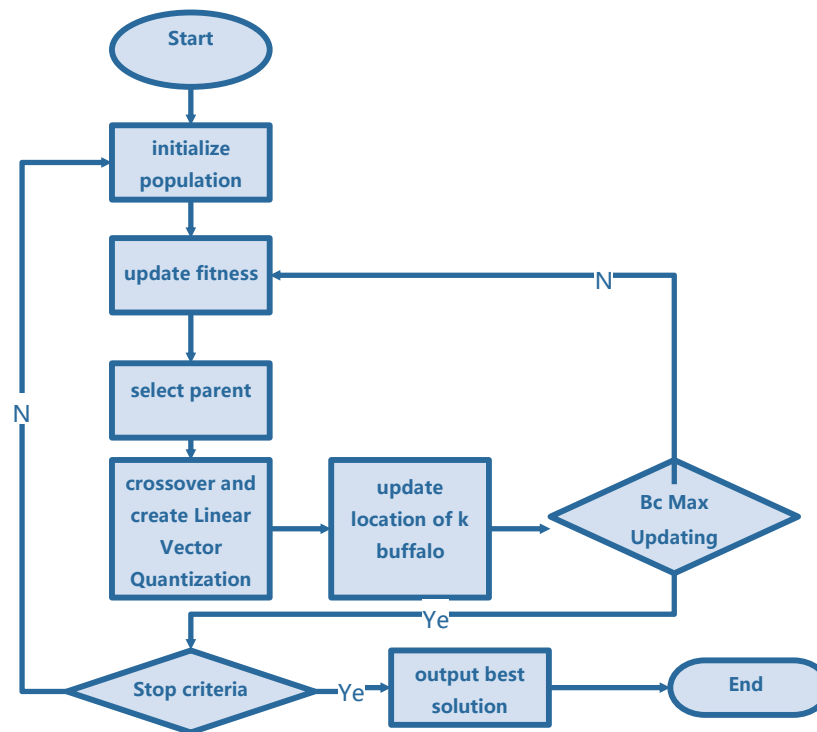 Start
initialize
population
update fitness
N
select parent
N
crossover and
create Linear
Vector
Quantization
update
location of k
buffalo
Bc Max
Updating
Ye
Stop criteria
Ye
output best
solution
End